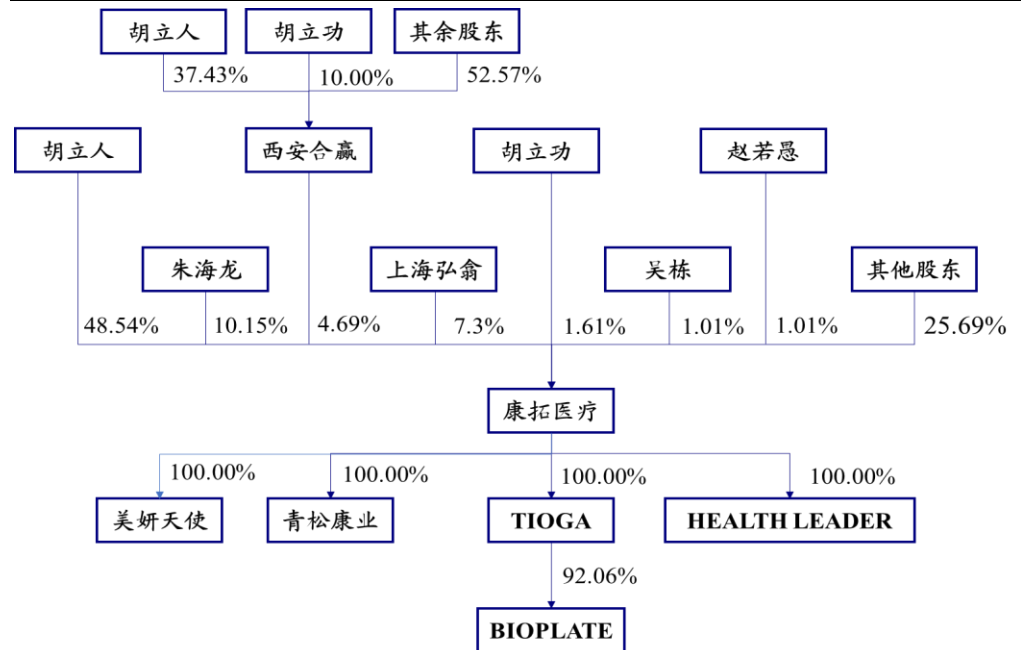 胡立人 胡立功 其余股东
37.43% 10.00% 52.57%
胡立人 西安合赢 胡立功 赵若愚
朱海龙 上海弘翕 吴栋 其他股东
48.54% 10.15% 4.69% 7.3% 1.61% 1.01% 1.01% 25.69%
康拓医疗
100.00% 100.00% 100.00% 100.00%
美妍天使 青松康业 TIOGA HEALTH LEADER
92.06%
BIOPLATE